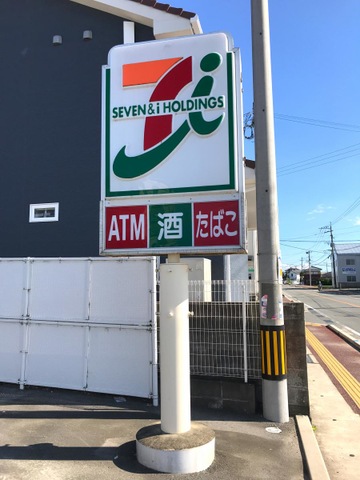 SEVEN & i HOLDINGS
ATM 酒 たばこ